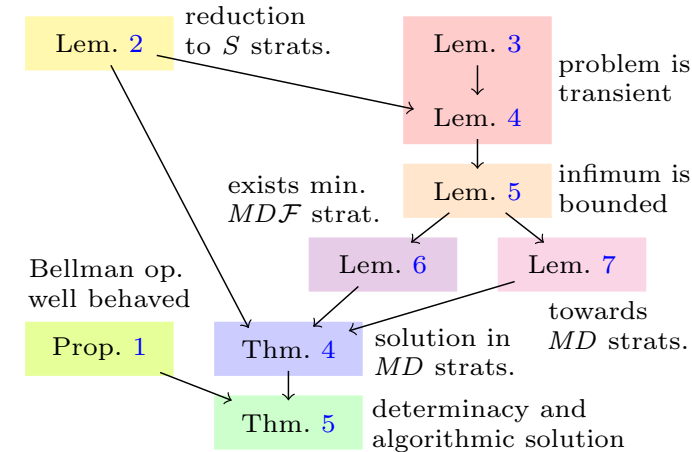 Lem. 2
reduction
to S strats.
Lem. 3
Lem. 4
problem is
transient
Lem. 5
infimum is
bounded
exists min.
MDℱ strat.
Lem. 6
Lem. 7
towards
MD strats.
Bellman op.
well behaved
Prop. 1
Thm. 4
solution in
MD strats.
Thm. 5
determinacy and
algorithmic solution